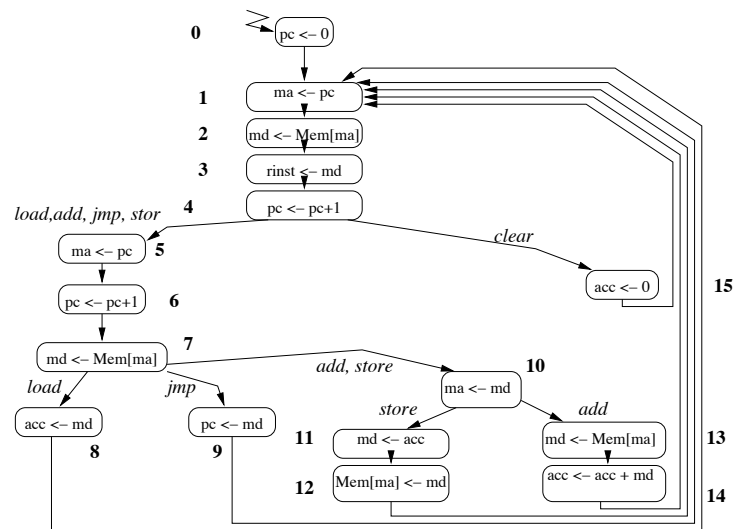 0
pc <– 0
1
ma <– pc
2
md <– Mem[ma]
3
rinst <– md
4
pc <– pc+1
load,add, jmp, stor
clear
ma <– pc
5
acc <– 0
15
pc <– pc+1
6
7
md <– Mem[ma]
add, store
10
load
jmp
ma <– md
store
add
acc <– md
pc <– md
11
md <– acc
md <– Mem[ma]
13
8
9
12
Mem[ma] <– md
acc <– acc + md
14